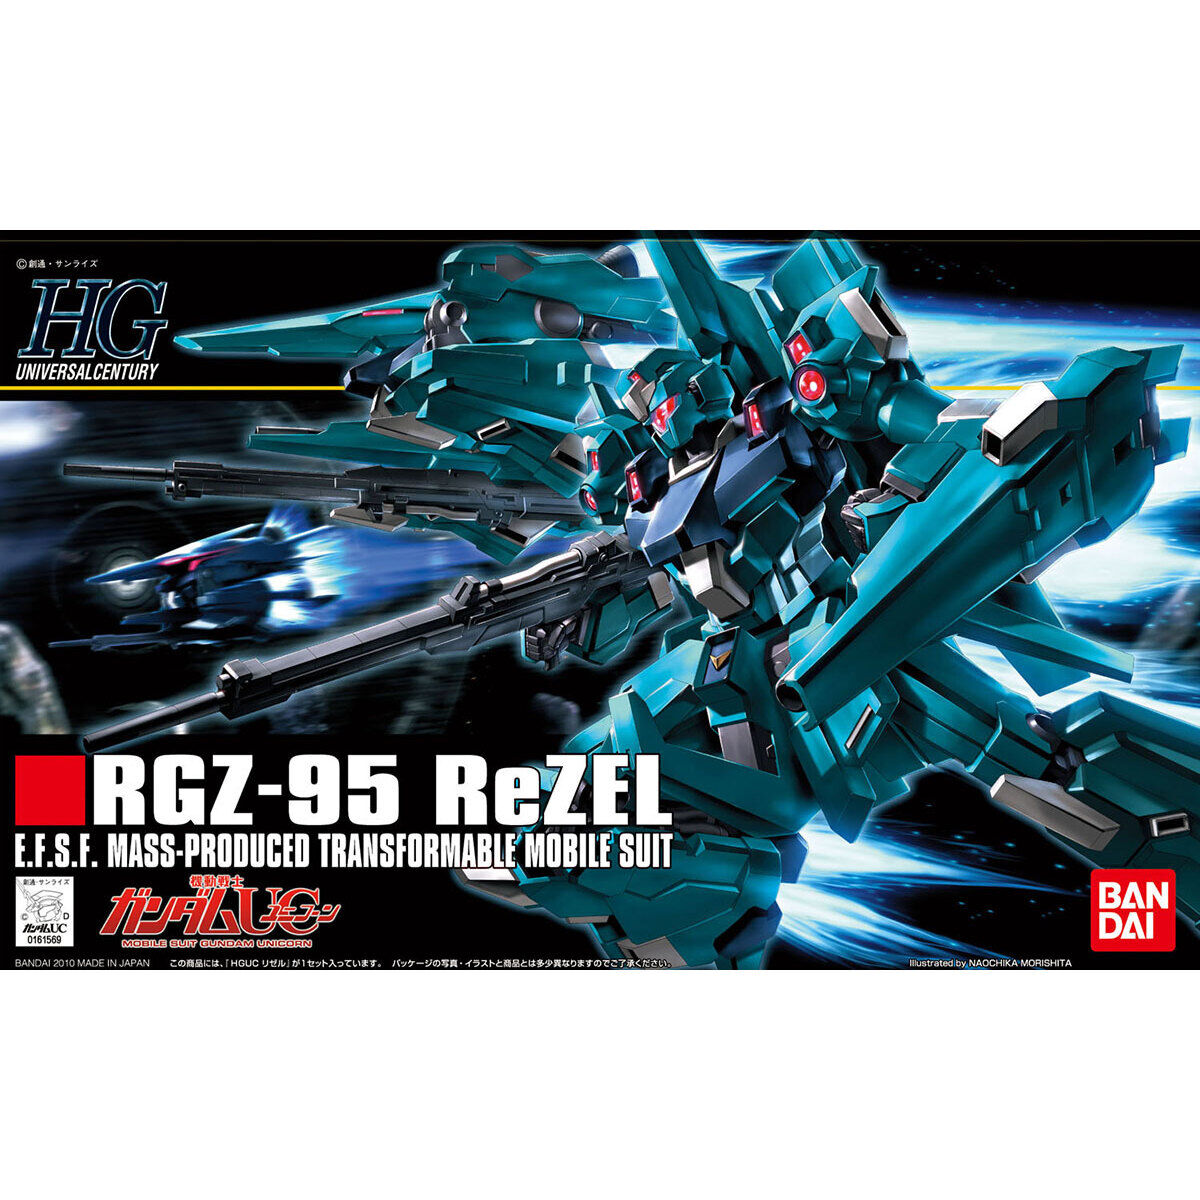 ©創通・サンライズ
HG
UNIVERSAL CENTURY
RGZ-95 ReZEL
E.F.S.F. MASS-PRODUCED TRANSFORMABLE MOBILE SUIT
創通・サンライズ
C D
ガンダムUC
0161569
機動戦士
ガンダムUC
ユニコーン
MOBILE SUIT GUNDAM UNICORN
BAN
DAI
BANDAI 2010 MADE IN JAPAN この商品には、「HGUC リゼル」が1セット入っています。 パッケージの写真・イラストと商品とは多少異なりますのでご了承ください。
Illustrated by NAOCHIKA MORISHITA